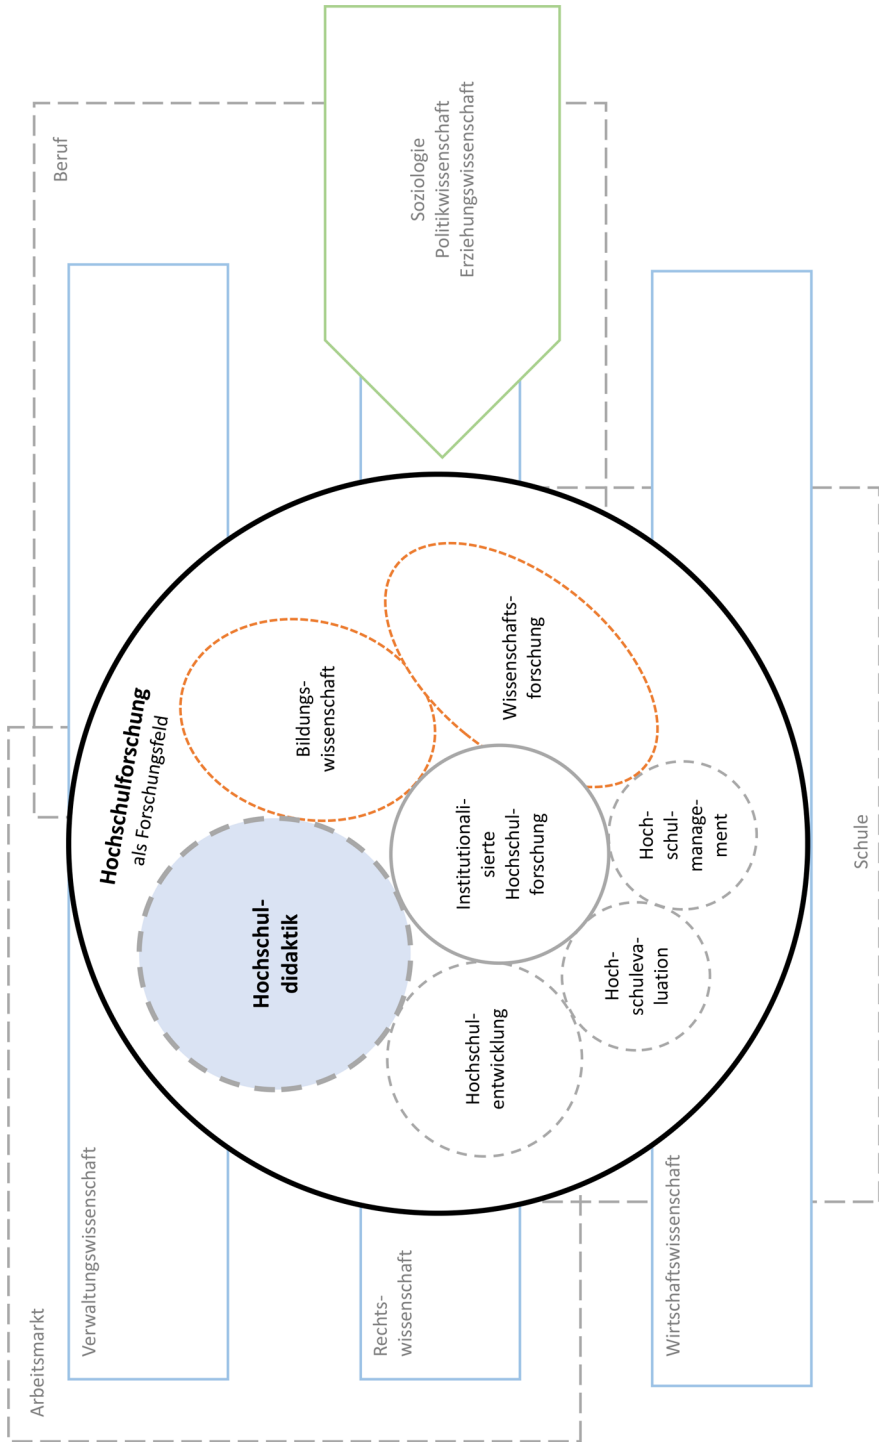 Arbeitsmarkt
Beruf
Verwaltungswissenschaft
Hochschulforschung
als Forschungsfeld
Hochschul-
didaktik
Bildungs-
wissenschaft
Rechts-
wissenschaft
Soziologie
Politikwissenschaft
Erziehungswissenschaft
Hochschul-
entwicklung
Institutionali-
sierte
Hochschul-
forschung
Wissenschafts-
forschung
Hoch-
schuleva-
luation
Hoch-
schul-
manage-
ment
Wirtschaftswissenschaft
Schule